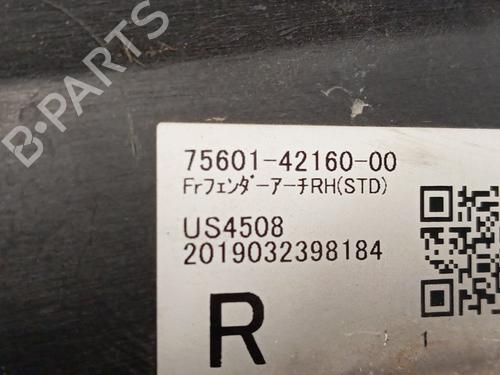 B-PARTS
75601-42160-00
FrﾌｪﾝﾀﾞｰｱｰﾁRH(STD)
US4508
2019032398184
R
1